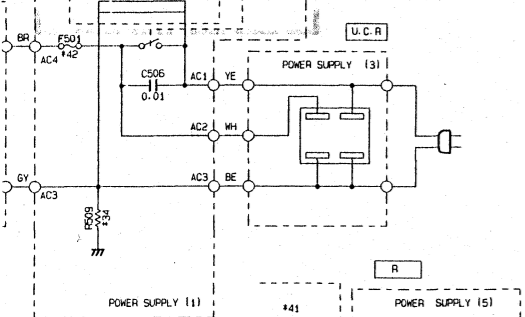 U.C.R
BR
F501
*42
AC4
POWER SUPPLY (3)
C506
0.01
AC1
YE
AC2
WH
AC3
BE
GY
AC3
R509
*34
R
POWER SUPPLY (1)
*41
POWER SUPPLY (5)